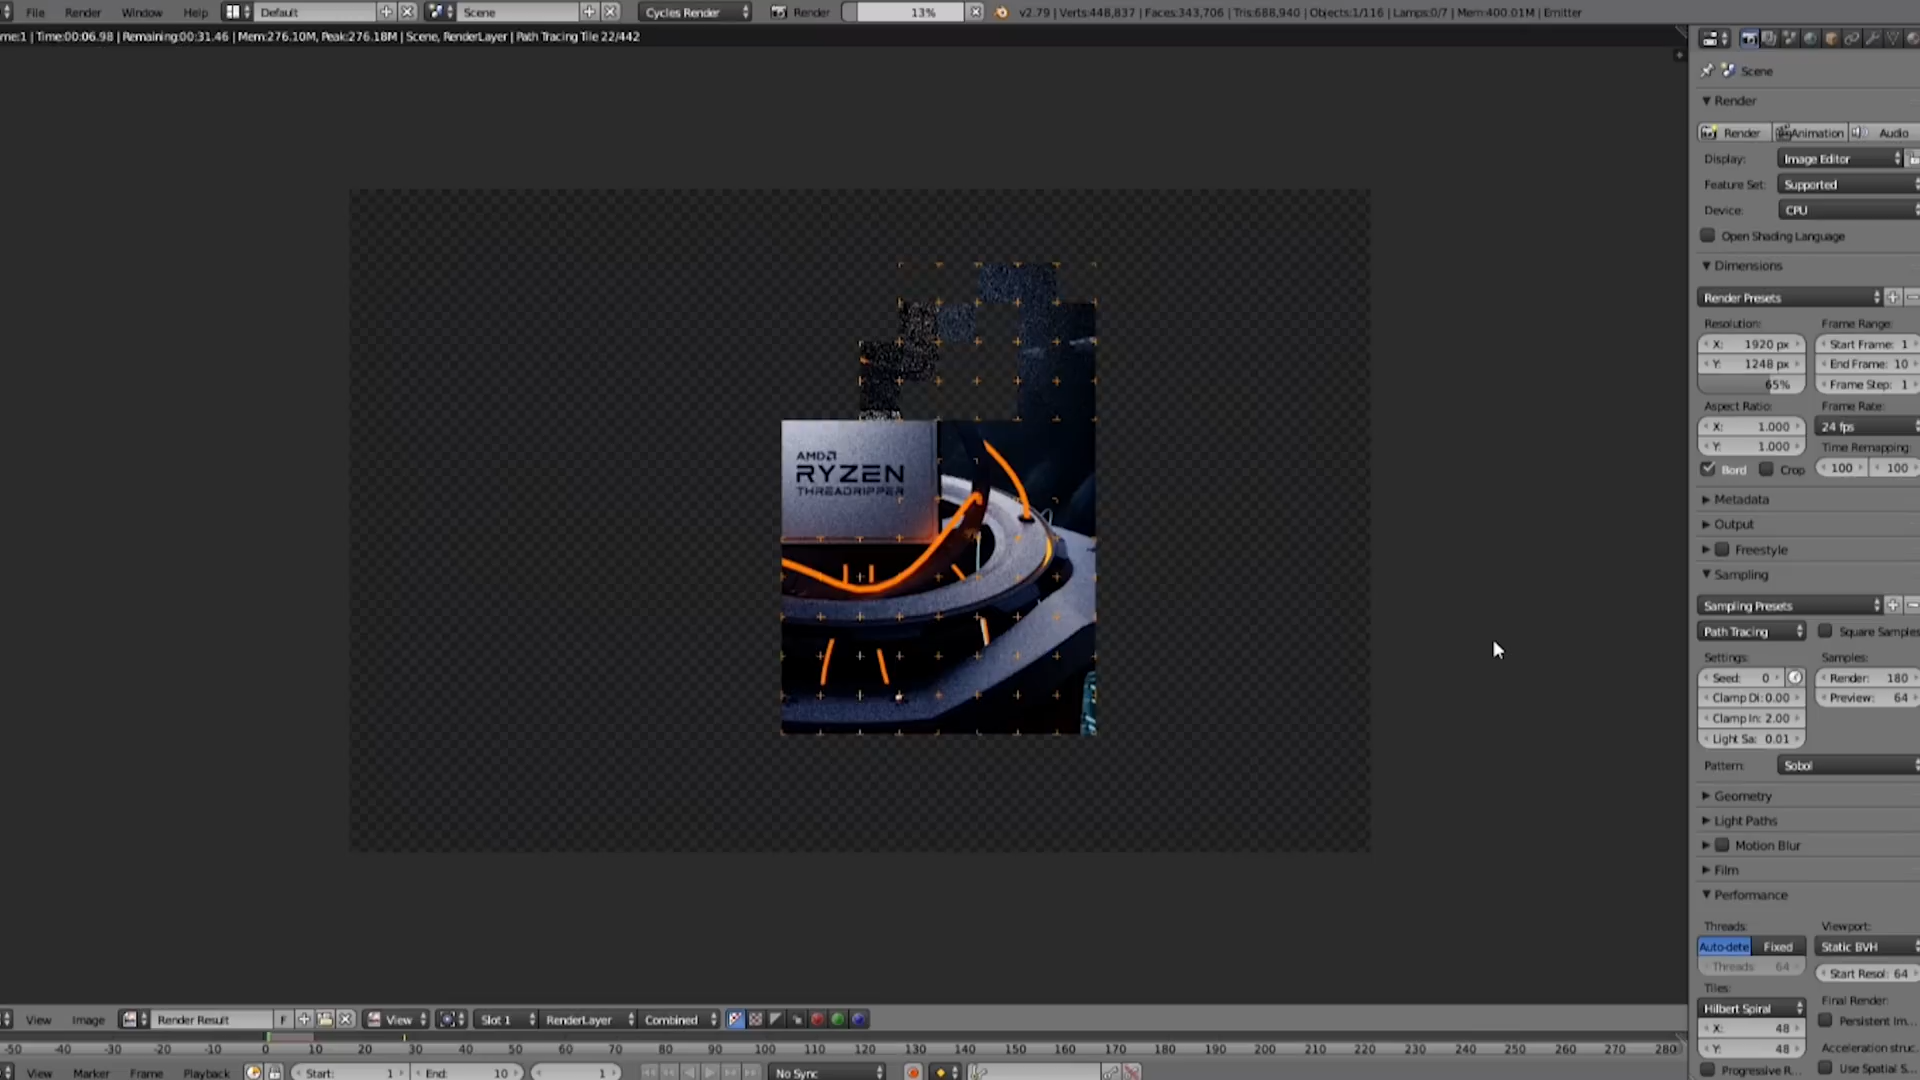 File Render Window Help Default Scene Cycles Render Render 13% v2.79 | Verts:448,837 | Faces:343,706 | Tris:688,940 | Objects:1/116 | Lamps:0/7 | Mem:400.01M | Emitter
me:1 | Time:00:06.98 | Remaining:00:31.46 | Mem:276.10M, Peak:276.18M | Scene, RenderLayer | Path Tracing Tile 22/442
Scene
Render
Render Animation Audio
Display: Image Editor
Feature Set: Supported
Device: CPU
Open Shading Language
Dimensions
Render Presets
Resolution: Frame Range:
X: 1920 px Start Frame: 1
Y: 1248 px End Frame: 10
65% Frame Step: 1
Aspect Ratio: Frame Rate:
X: 1.000 24 fps
Y: 1.000 Time Remapping:
Bord Crop 100 100
Metadata
Output
Freestyle
Sampling
Sampling Presets
Path Tracing Square Samples
Settings: Samples:
Seed: 0 Render: 180
Clamp Di: 0.00 Preview: 64
Clamp In: 2.00
Light Sa: 0.01
Pattern: Sobol
Geometry
Light Paths
Motion Blur
Film
Performance
Threads: Viewport:
Auto-dete Fixed Static BVH
Threads 64 Start Resol: 64
Tiles: Final Render:
Hilbert Spiral Persistent Im...
X: 48
Y: 48 Acceleration struc
Progressive R... Use Spatial S...
AMD
RYZEN
THREADRIPPER
View Image Render Result F View Slot 1 RenderLayer Combined
-50 -40 -30 -20 -10 0 10 20 30 40 50 60 70 80 90 100 110 120 130 140 150 160 170 180 190 200 210 220 230 240 250 260 270 280
View Marker Frame Playback Start: 1 End: 10 1 No Sync